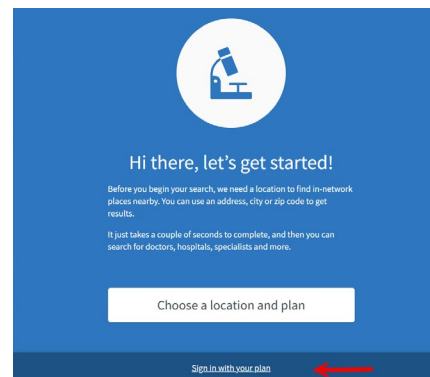 Hi there, let's get started!
Before you begin your search, we need a location to find in-network
places nearby. You can use an address, city or zip code to get
results.
It just takes a couple of seconds to complete, and then you can
search for doctors, hospitals, specialists and more.
Choose a location and plan
Sign in with your plan